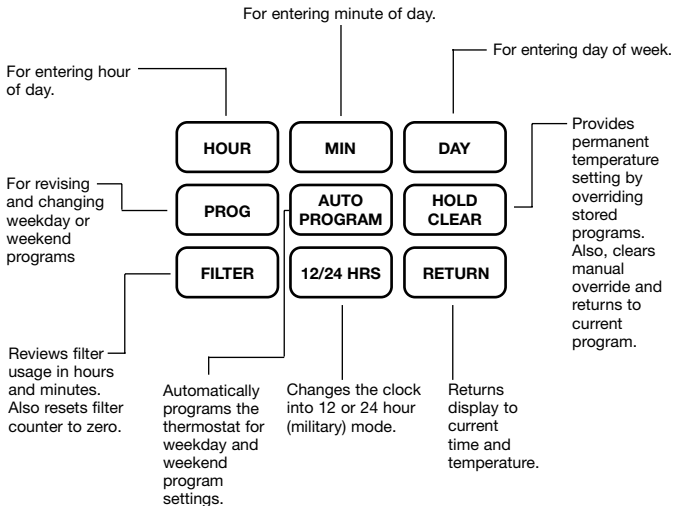 For entering minute of day.
For entering day of week.
For entering hour
of day.
Provides
permanent
temperature
setting by
overriding
stored
programs.
Also, clears
manual
override and
returns to
current
program.
HOUR
MIN
DAY
For revising
and changing
weekday or
weekend
programs
PROG
AUTO
PROGRAM
HOLD
CLEAR
FILTER
12/24 HRS
RETURN
Reviews filter
usage in hours
and minutes.
Also resets filter
counter to zero.
Automatically
programs the
thermostat for
weekday and
weekend
program
settings.
Changes the clock
into 12 or 24 hour
(military) mode.
Returns
display to
current
time and
temperature.